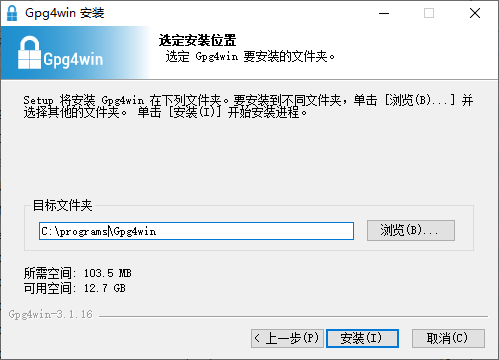 Gpg4win 安装
Gpg4win
选定安装位置
选定 Gpg4win 要安装的文件夹。
Setup 将安装 Gpg4win 在下列文件夹。要安装到不同文件夹，单击 [浏览(B)...] 并
选择其他的文件夹。 单击 [安装(I)] 开始安装进程。
目标文件夹
C:\programs\Gpg4win
浏览(B)...
所需空间: 103.5 MB
可用空间: 12.7 GB
Gpg4win-3.1.16
< 上一步(P)
安装(I)
取消(C)